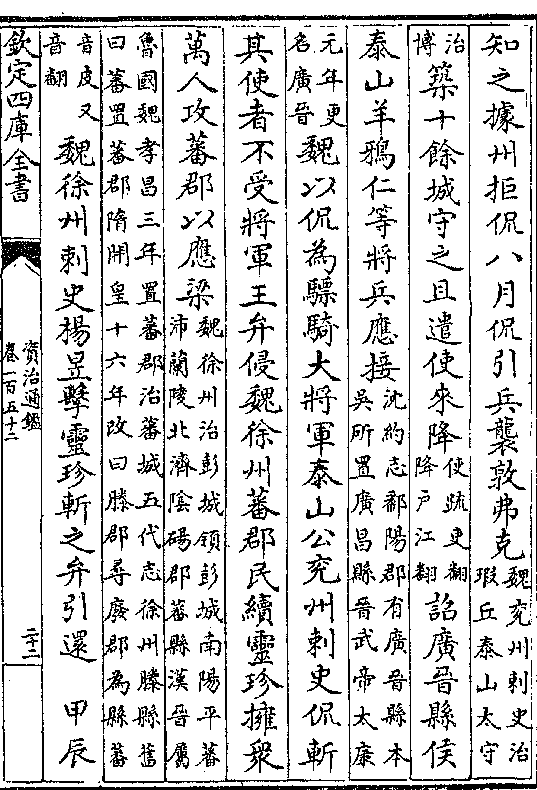 知之據州拒侃八月侃引兵襲敦弗克魏兖州刺史治瑕丘泰山太守
治博築十餘城守之且遣使來降使疏吏翻降戸江翻詔廣晉縣侯
泰山羊鴉仁等將兵應接沈約志鄱陽郡有廣晉縣本吳所置廣昌縣晉武帝太康
元年更名廣晉魏以侃為驃騎大將軍泰山公兖州刺史侃斬
其使者不受將軍王弁侵魏徐州蕃郡民續靈珍擁衆
萬人攻蕃郡以應梁魏徐州治彭城領彭城南陽平蕃沛蘭陵北濟陰碭郡蕃縣漢晉屬
魯國魏孝昌三年置蕃郡治蕃城五代志徐州滕縣舊曰蕃置蕃郡隋開皇十六年改曰滕郡尋廢郡為縣蕃
音皮又音翻魏徐州刺史楊昱擊靈珍斬之弁引還 甲辰
欽定四庫全書
資治通鑑
卷一百五十二
二十二